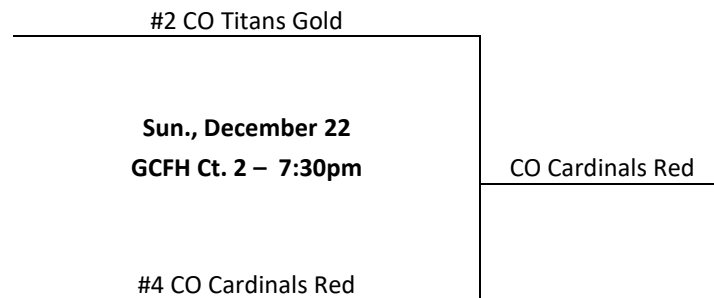 #2 CO Titans Gold
Sun., December 22
GCFH Ct. 2 – 7:30pm
CO Cardinals Red
#4 CO Cardinals Red